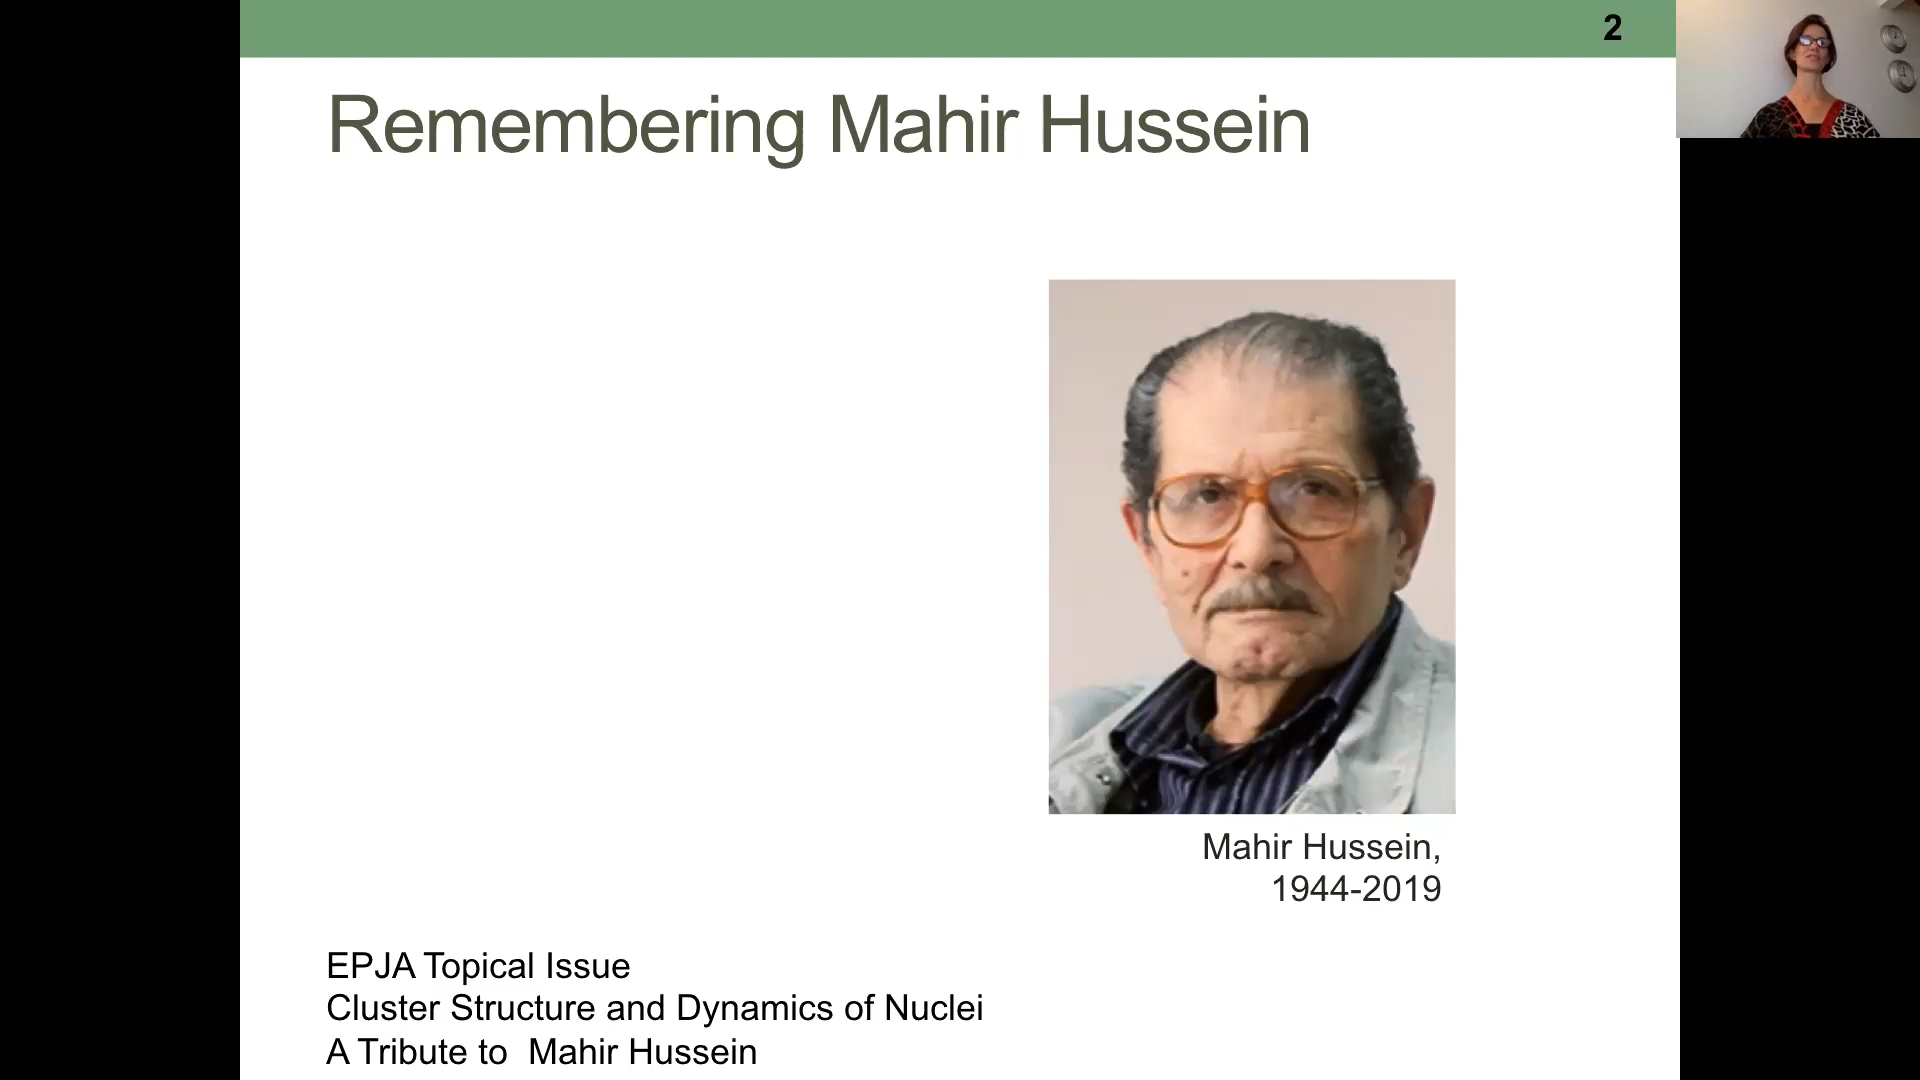 2
Remembering Mahir Hussein
Mahir Hussein,
1944-2019
EPJA Topical Issue
Cluster Structure and Dynamics of Nuclei
A Tribute to  Mahir Hussein